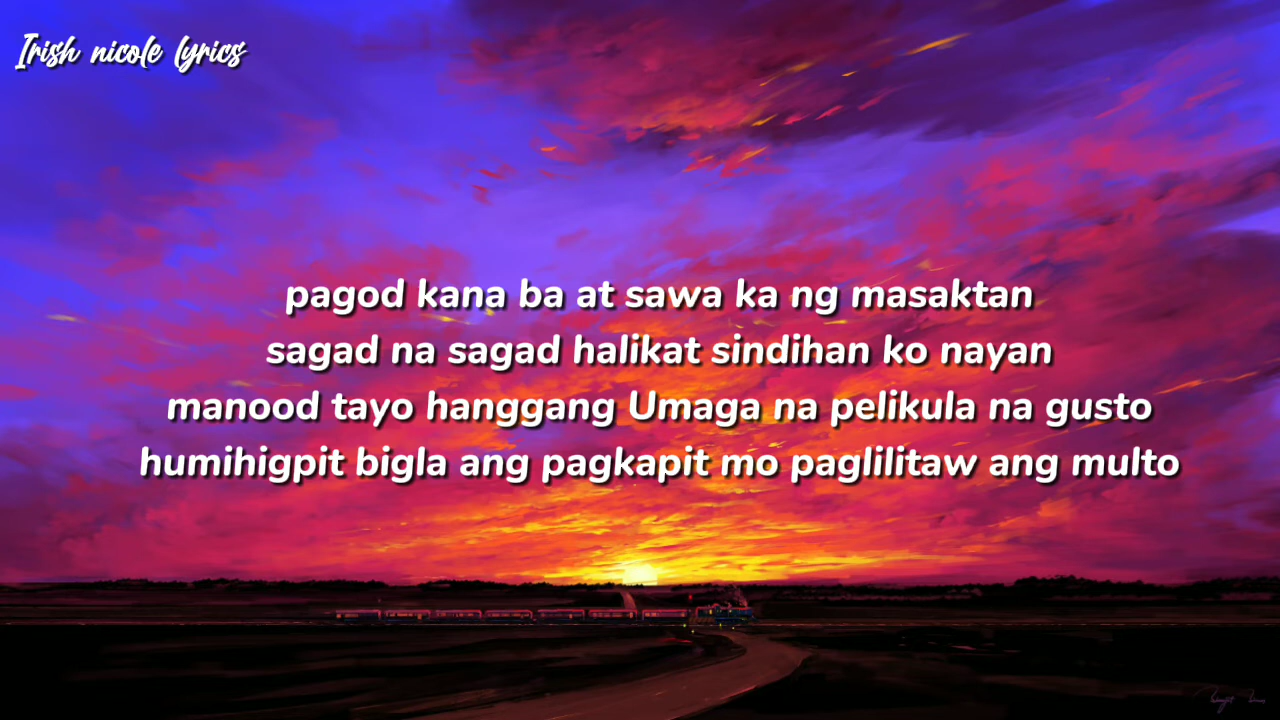 Irish nicole lyrics
pagod kana ba at sawa ka ng masaktan
sagad na sagad halikat sindihan ko nayan
manood tayo hanggang Umaga na pelikula na gusto
humihigpit bigla ang pagkapit mo paglilitaw ang multo